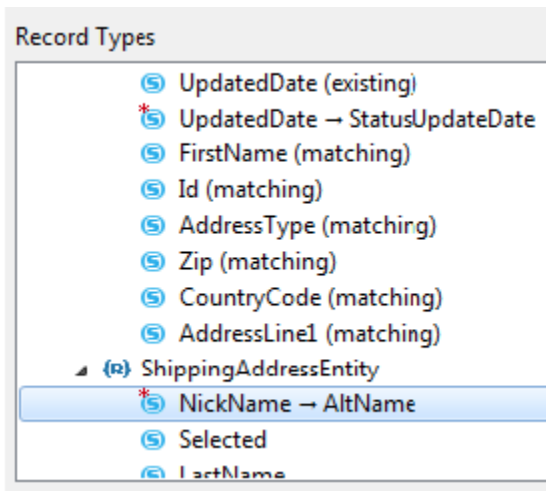 Record Types
UpdatedDate (existing)
UpdatedDate → StatusUpdateDate
FirstName (matching)
Id (matching)
AddressType (matching)
Zip (matching)
CountryCode (matching)
AddressLine1 (matching)
{R} ShippingAddressEntity
NickName → AltName
Selected
LastName